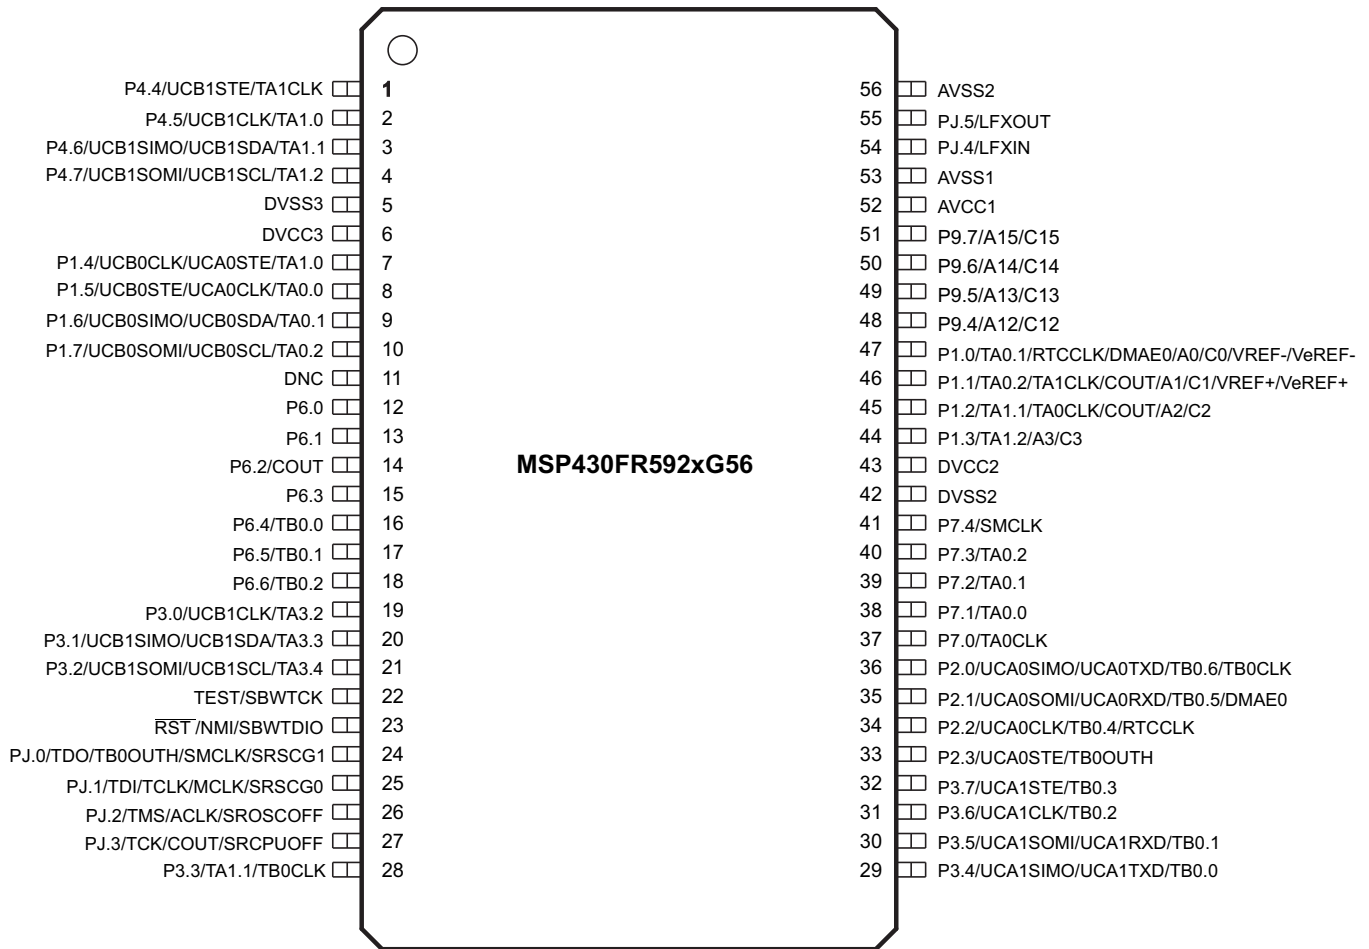 P4.4/UCB1STE/TA1CLK 1
P4.5/UCB1CLK/TA1.0 2
P4.6/UCB1SIMO/UCB1SDA/TA1.1 3
P4.7/UCB1SOMI/UCB1SCL/TA1.2 4
DVSS3 5
DVCC3 6
P1.4/UCB0CLK/UCA0STE/TA1.0 7
P1.5/UCB0STE/UCA0CLK/TA0.0 8
P1.6/UCB0SIMO/UCB0SDA/TA0.1 9
P1.7/UCB0SOMI/UCB0SCL/TA0.2 10
DNC 11
P6.0 12
P6.1 13
P6.2/COUT 14
P6.3 15
P6.4/TB0.0 16
P6.5/TB0.1 17
P6.6/TB0.2 18
P3.0/UCB1CLK/TA3.2 19
P3.1/UCB1SIMO/UCB1SDA/TA3.3 20
P3.2/UCB1SOMI/UCB1SCL/TA3.4 21
TEST/SBWTCK 22
RST/NMI/SBWTDIO 23
PJ.0/TDO/TB0OUTH/SMCLK/SRSCG1 24
PJ.1/TDI/TCLK/MCLK/SRSCG0 25
PJ.2/TMS/ACLK/SROSCOFF 26
PJ.3/TCK/COUT/SRCPUOFF 27
P3.3/TA1.1/TB0CLK 28
MSP430FR592xG56
56 AVSS2
55 PJ.5/LFXOUT
54 PJ.4/LFXIN
53 AVSS1
52 AVCC1
51 P9.7/A15/C15
50 P9.6/A14/C14
49 P9.5/A13/C13
48 P9.4/A12/C12
47 P1.0/TA0.1/RTCCLK/DMAE0/A0/C0/VREF-/VeREF-
46 P1.1/TA0.2/TA1CLK/COUT/A1/C1/VREF+/VeREF+
45 P1.2/TA1.1/TA0CLK/COUT/A2/C2
44 P1.3/TA1.2/A3/C3
43 DVCC2
42 DVSS2
41 P7.4/SMCLK
40 P7.3/TA0.2
39 P7.2/TA0.1
38 P7.1/TA0.0
37 P7.0/TA0CLK
36 P2.0/UCA0SIMO/UCA0TXD/TB0.6/TB0CLK
35 P2.1/UCA0SOMI/UCA0RXD/TB0.5/DMAE0
34 P2.2/UCA0CLK/TB0.4/RTCCLK
33 P2.3/UCA0STE/TB0OUTH
32 P3.7/UCA1STE/TB0.3
31 P3.6/UCA1CLK/TB0.2
30 P3.5/UCA1SOMI/UCA1RXD/TB0.1
29 P3.4/UCA1SIMO/UCA1TXD/TB0.0